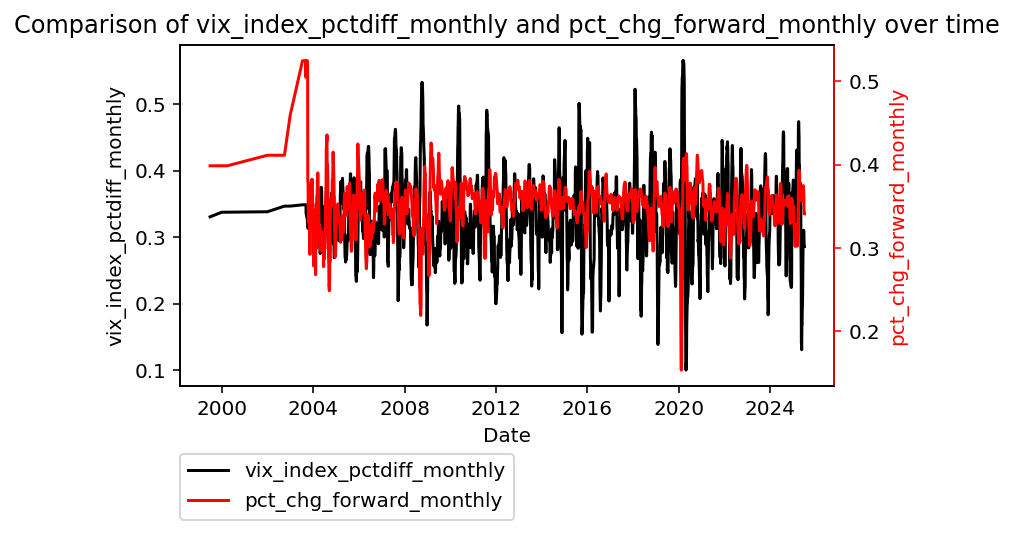 Comparison of vix_index_pctdiff_monthly and pct_chg_forward_monthly over time
vix_index_pctdiff_monthly
0.5
0.4
0.3
0.2
0.1
pct_chg_forward_monthly
0.5
0.4
0.3
0.2
2000 2004 2008 2012 2016 2020 2024
Date
vix_index_pctdiff_monthly
pct_chg_forward_monthly